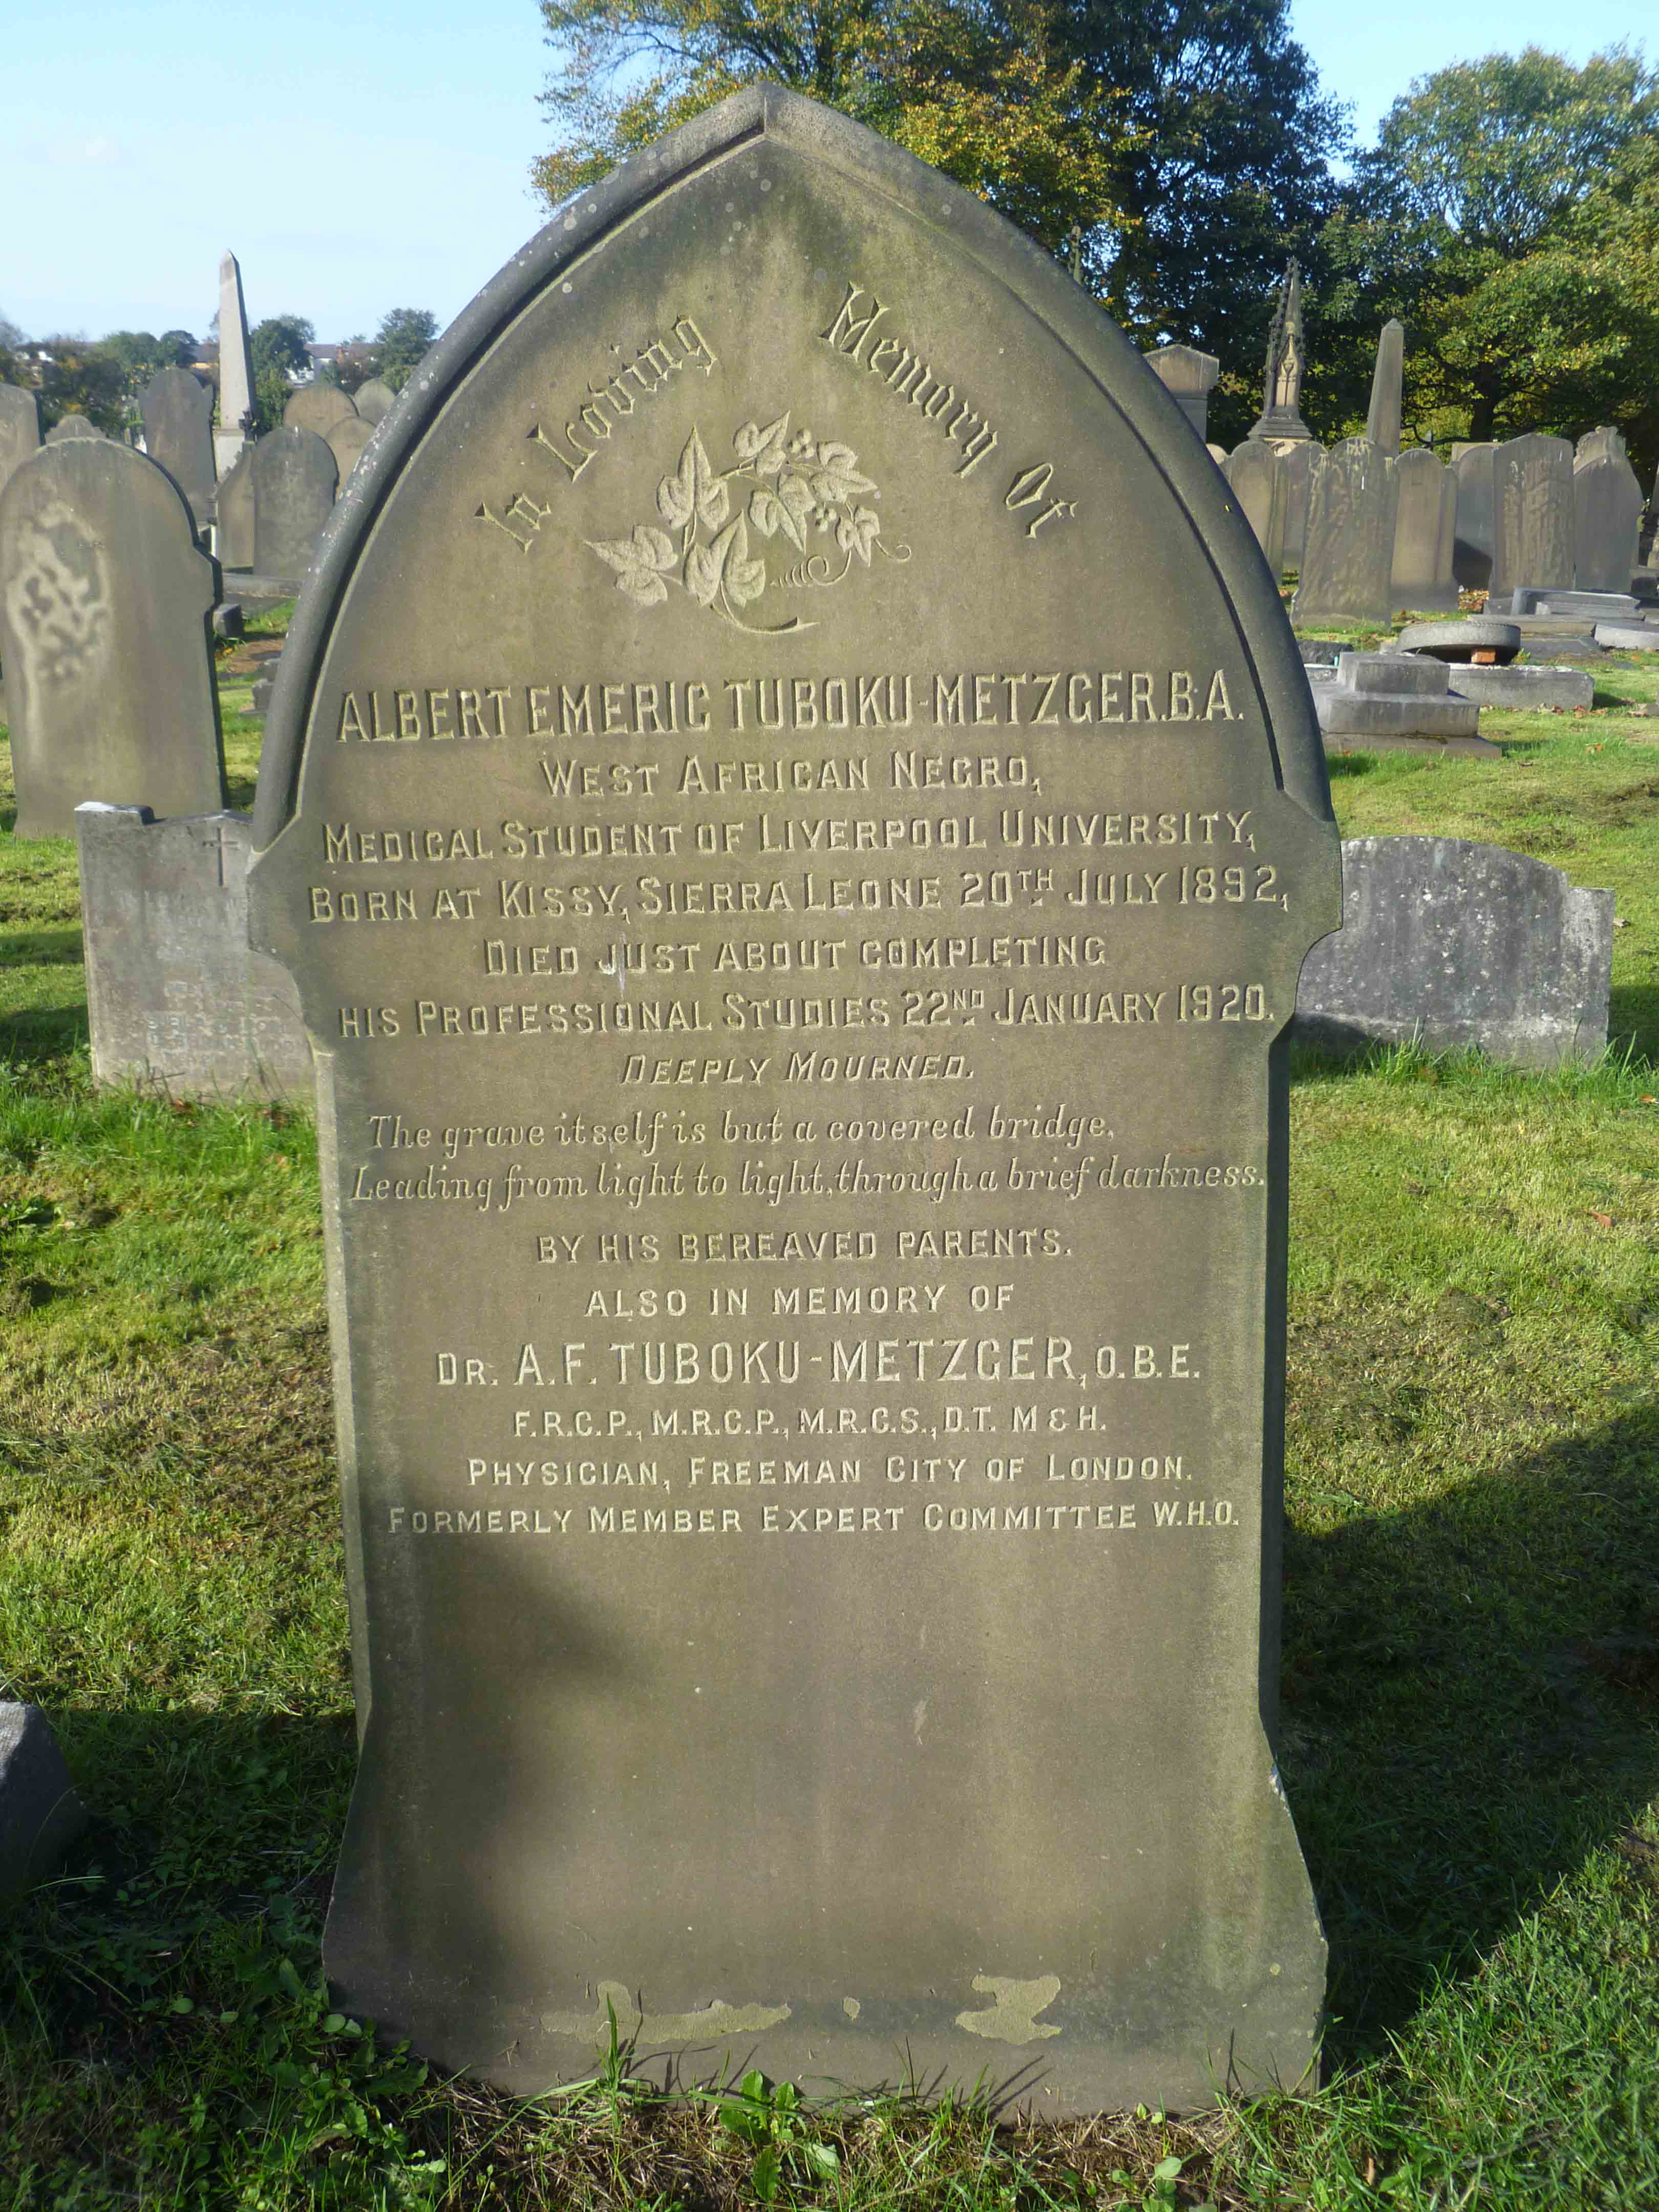 In Loving Memory Of
ALBERT EMERIC TUBOKU-METZGER.B.A.
WEST AFRICAN NEGRO,
MEDICAL STUDENT OF LIVERPOOL UNIVERSITY,
BORN AT KISSY, SIERRA LEONE 20TH JULY 1892,
DIED JUST ABOUT COMPLETING
HIS PROFESSIONAL STUDIES 22ND JANUARY 1920.
DEEPLY MOURNED.
The grave itself is but a covered bridge,
Leading from light to light, through a brief darkness.
BY HIS BEREAVED PARENTS.
ALSO IN MEMORY OF
DR. A.F. TUBOKU-METZGER, O.B.E.
F.R.C.P., M.R.C.P., M.R.C.S., D.T. M & H.
PHYSICIAN, FREEMAN CITY OF LONDON.
FORMERLY MEMBER EXPERT COMMITTEE W.H.O.